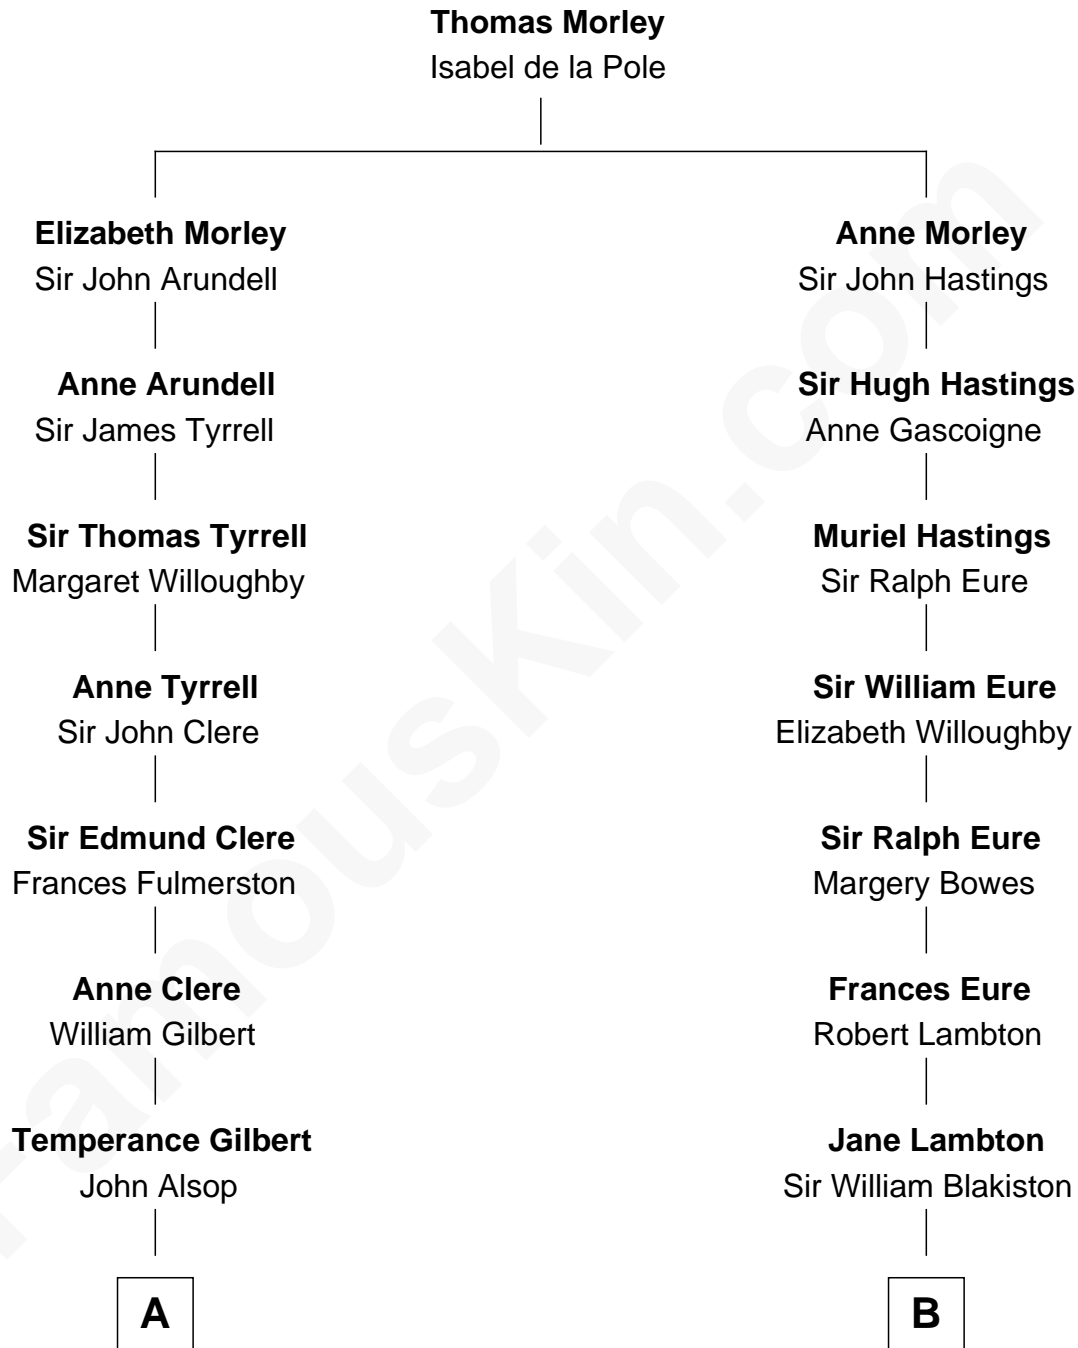 Thomas Morley
Isabel de la Pole
Elizabeth Morley
Sir John Arundell
Anne Morley
Sir John Hastings
Anne Arundell
Sir James Tyrrell
Sir Hugh Hastings
Anne Gascoigne
Sir Thomas Tyrrell
Margaret Willoughby
Muriel Hastings
Sir Ralph Eure
Anne Tyrrell
Sir John Clere
Sir William Eure
Elizabeth Willoughby
Sir Edmund Clere
Frances Fulmerston
Sir Ralph Eure
Margery Bowes
Anne Clere
William Gilbert
Frances Eure
Robert Lambton
Temperance Gilbert
John Alsop
Jane Lambton
Sir William Blakiston
A
B
FamousKin.com